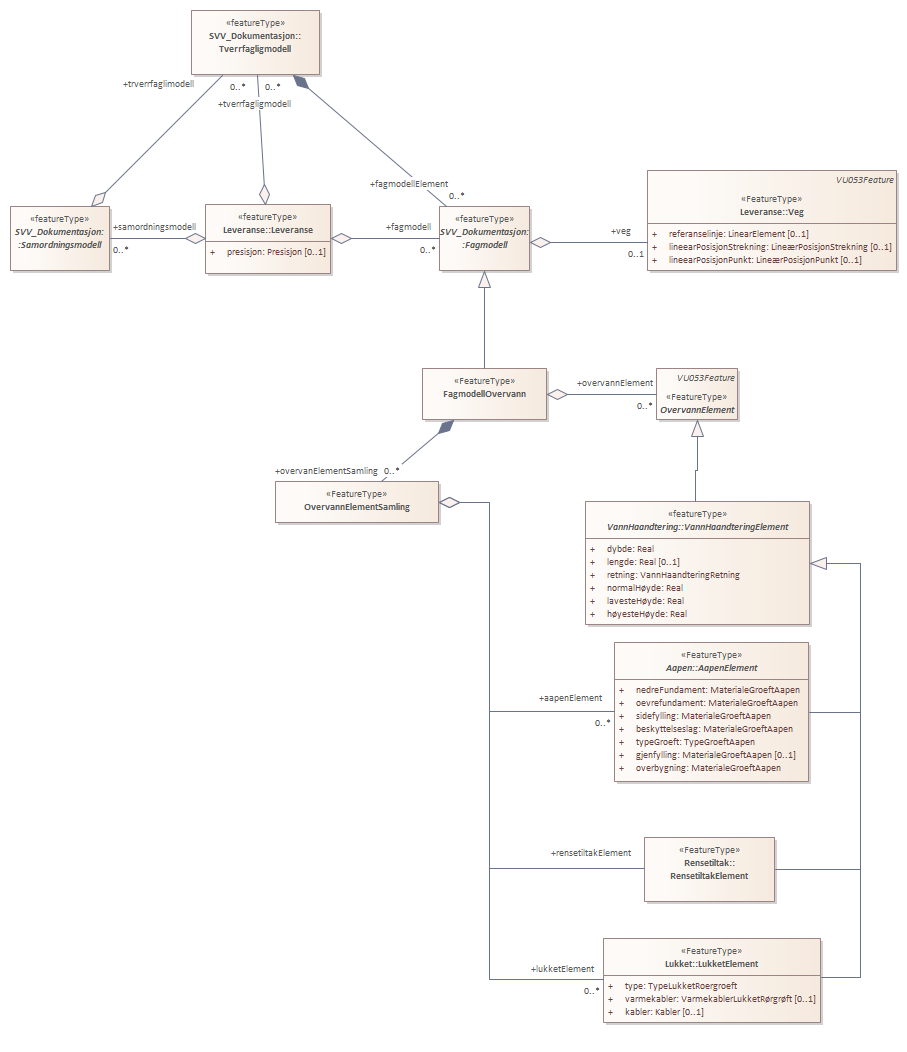 «featureType»
SVV_Dokumentasjon::
Tverrfagligmodell
+trverrfaglimodell
0..*
0..*
+tverrfagligmodell
+fagmodellElement
0..*
VU053Feature
«FeatureType»
Leveranse::Veg
+ referanselinje: LinearElement [0..1]
+ lineearPosisjonStrekning: LineærPosisjonStrekning [0..1]
+ lineeærPosisjonPunkt: LineærPosisjonPunkt [0..1]
«featureType»
SVV_Dokumentasjon:
:Samordningsmodell
+samordningsmodell
0..*
«featureType»
Leveranse::Leveranse
+ presisjon: Presisjon [0..1]
+fagmodell
0..*
«featureType»
SVV_Dokumentasjon:
:Fagmodell
+veg
0..1
«FeatureType»
FagmodellOvervann
+overvannElement
0..*
VU053Feature
«FeatureType»
OvervannElement
+overvanElementSamling
0..*
«FeatureType»
OvervannElementSamling
«featureType»
VannHaandtering::VannHaandteringElement
+ dybde: Real
+ lengde: Real [0..1]
+ retning: VannHaandteringRetning
+ normalHøyde: Real
+ lavesteHøyde: Real
+ høyesteHøyde: Real
«FeatureType»
Aapen::AapenElement
+ nedreFundament: MaterialeGroeftAapen
+ oevrefundament: MaterialeGroeftAapen
+ sidefylling: MaterialeGroeftAapen
+ beskyttelseslag: MaterialeGroeftAapen
+ typeGroeft: TypeGroeftAapen
+ gjenfylling: MaterialeGroeftAapen [0..1]
+ overbygning: MaterialeGroeftAapen
+aapenElement
0..*
+rensetiltakElement
«FeatureType»
Rensetiltak::
RensetiltakElement
+lukketElement
0..*
«FeatureType»
Lukket::LukketElement
+ type: TypeLukketRoergroeft
+ varmekabler: VarmekablerLukketRørgrøft [0..1]
+ kabler: Kabler [0..1]